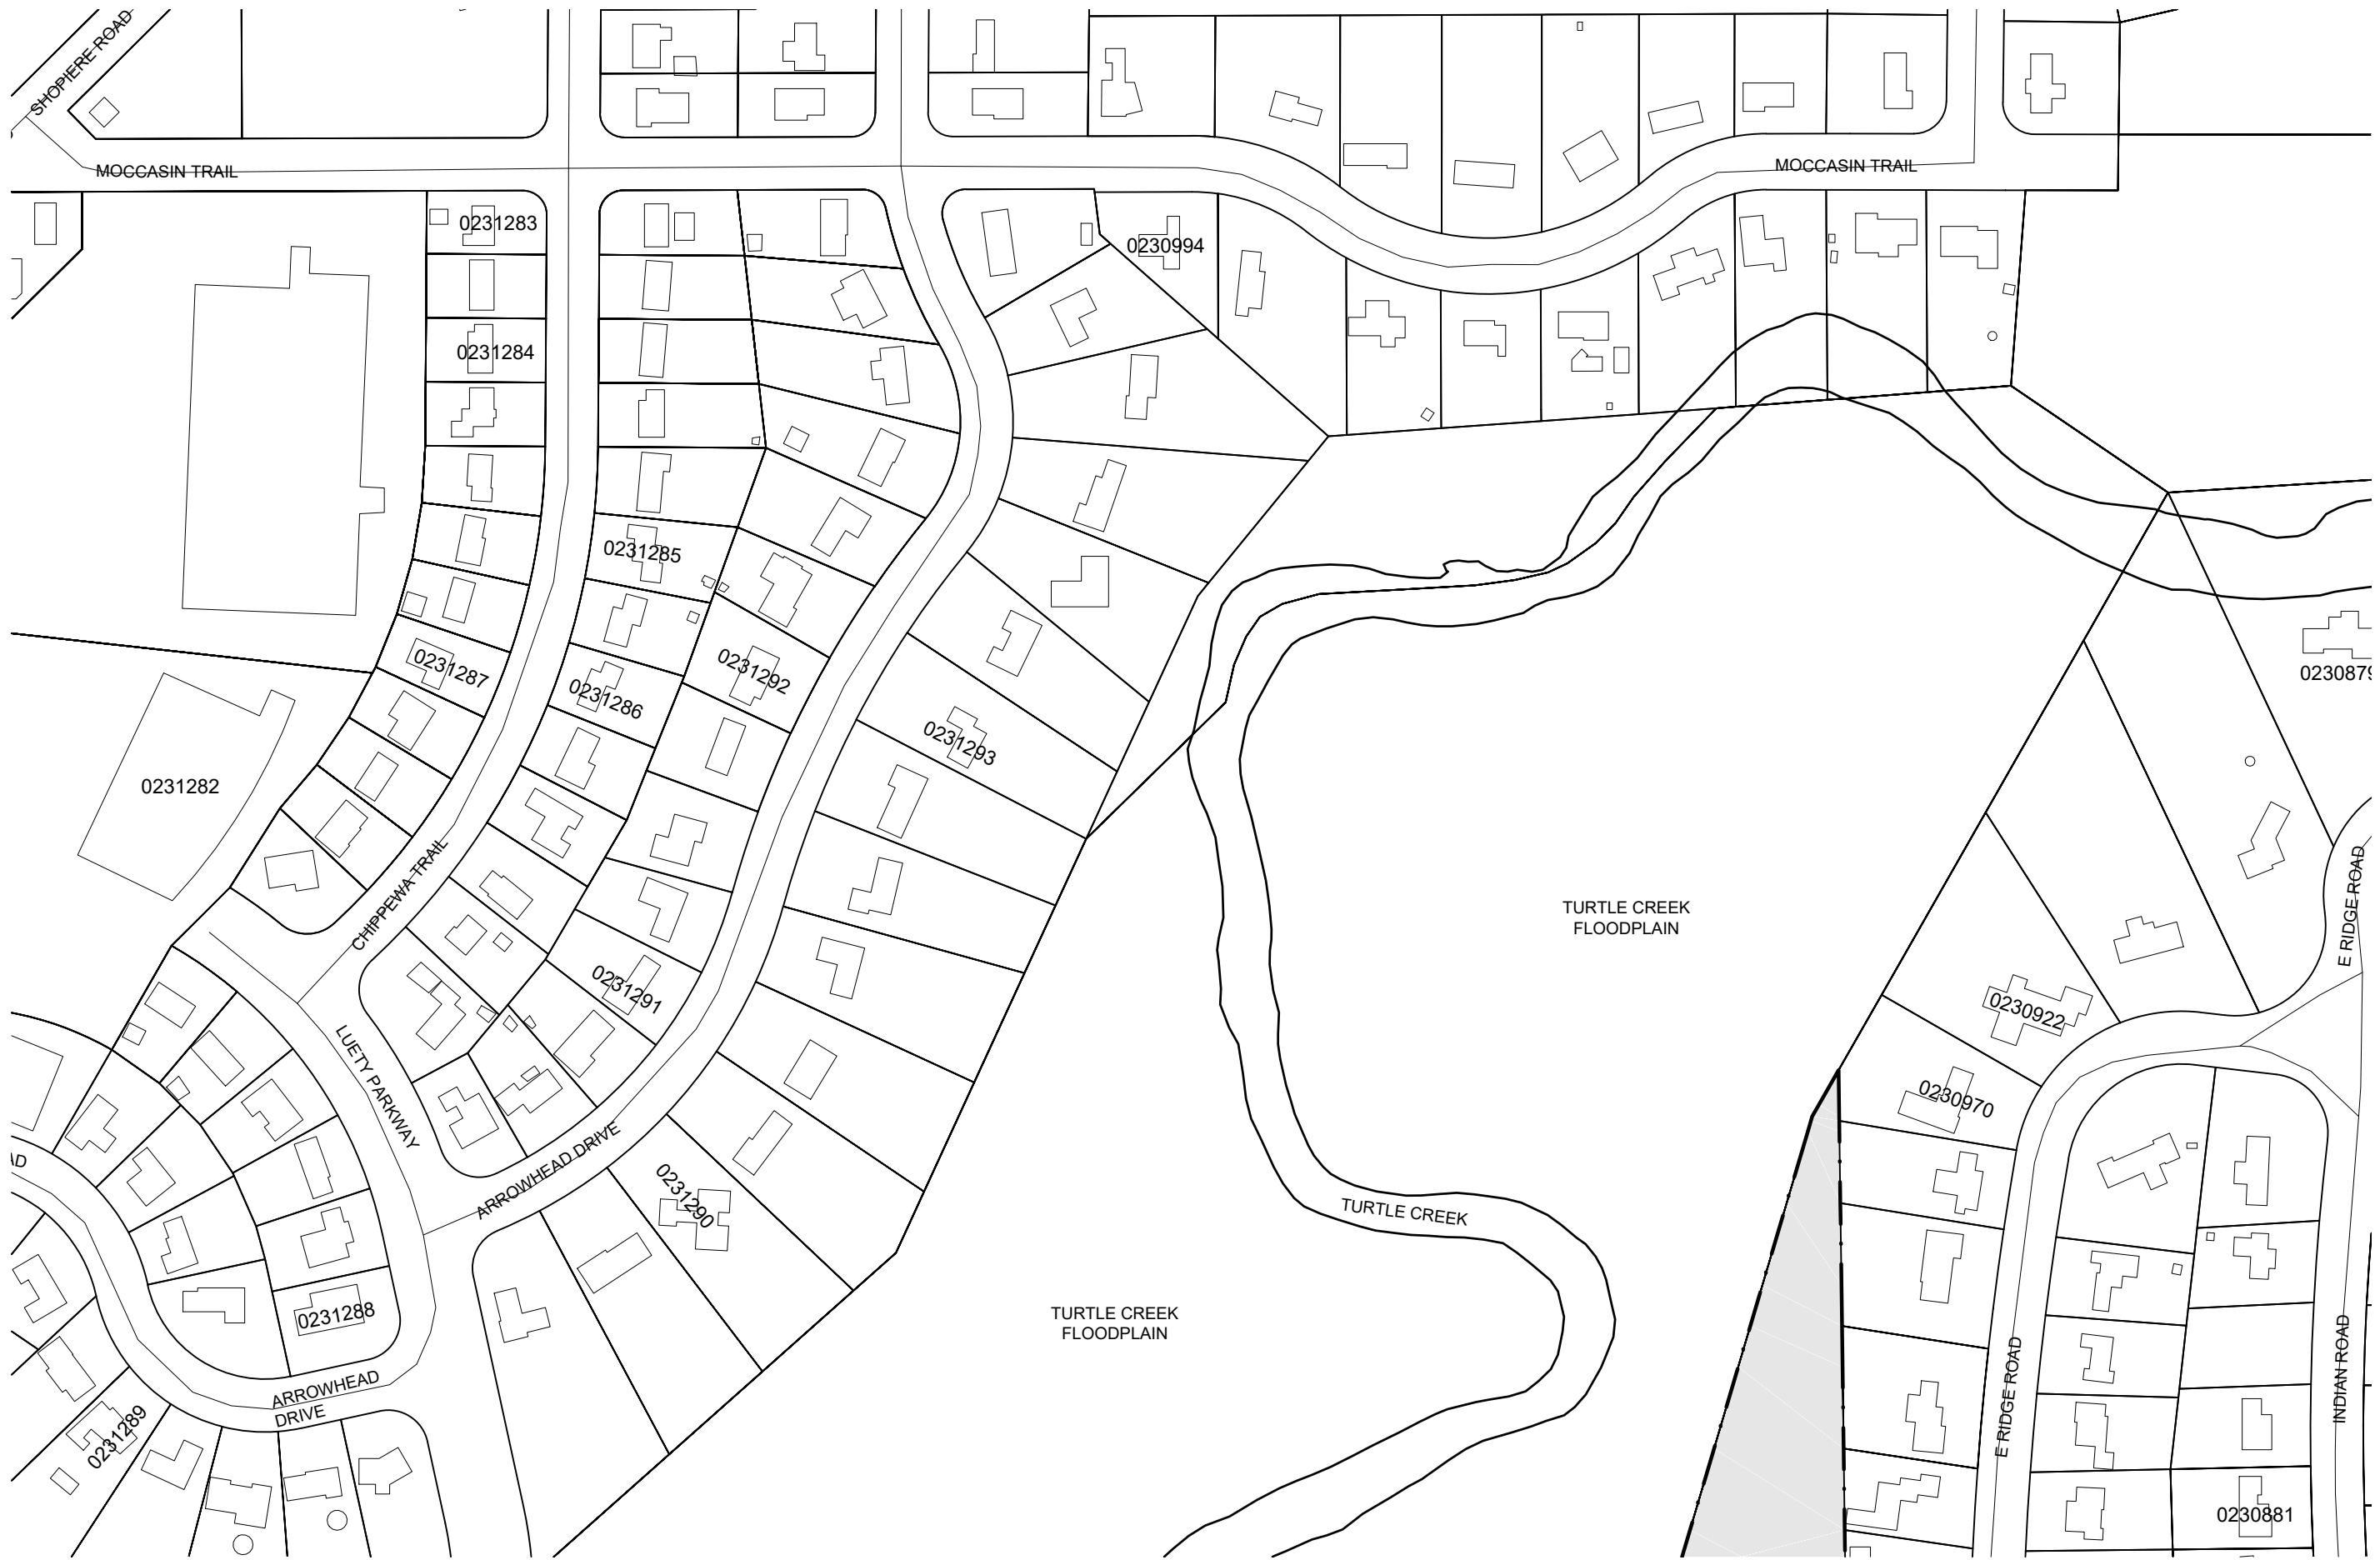 SHOPIERE ROAD
MOCCASIN TRAIL
MOCCASIN TRAIL
0231283
0230994
0231284
0231285
0231287
0231292
0231286
0230879
0231293
0231282
CHIPPEWA TRAIL
E RIDGE ROAD
TURTLE CREEK
FLOODPLAIN
0231291
0230922
LUETY PARKWAY
0230970
ARROWHEAD DRIVE
AD
0231290
TURTLE CREEK
TURTLE CREEK
FLOODPLAIN
0231288
ARROWHEAD
DRIVE
E RIDGE ROAD
INDIAN ROAD
0231289
0230881